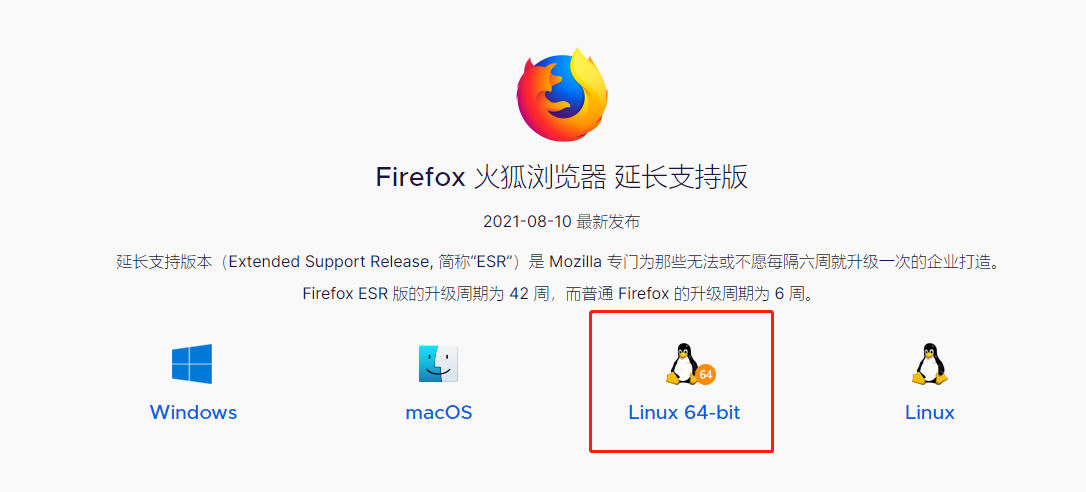 Firefox 火狐浏览器 延长支持版
2021-08-10 最新发布
延长支持版本（Extended Support Release, 简称“ESR”）是 Mozilla 专门为那些无法或不愿每隔六周就升级一次的企业打造。
Firefox ESR 版的升级周期为 42 周，而普通 Firefox 的升级周期为 6 周。
64
Windows
macOS
Linux 64-bit
Linux